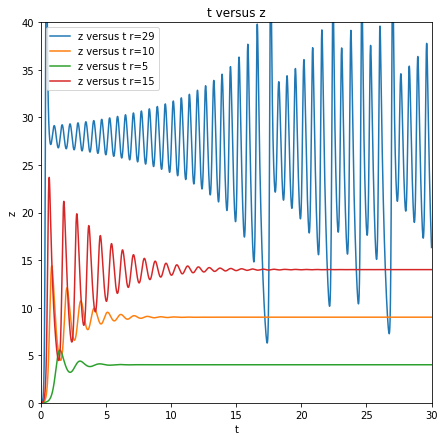 t versus z
z versus t r=29
z versus t r=10
z versus t r=5
z versus t r=15
40
35
30
25
20
15
10
5
0
z
0 5 10 15 20 25 30
t